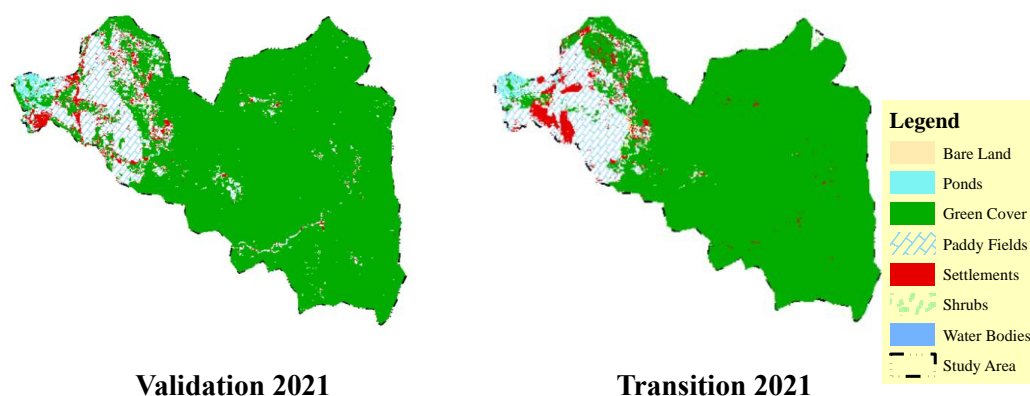 Legend
Bare Land
Ponds
Green Cover
Paddy Fields
Settlements
Shrubs
Water Bodies
Study Area
Validation 2021
Transition 2021